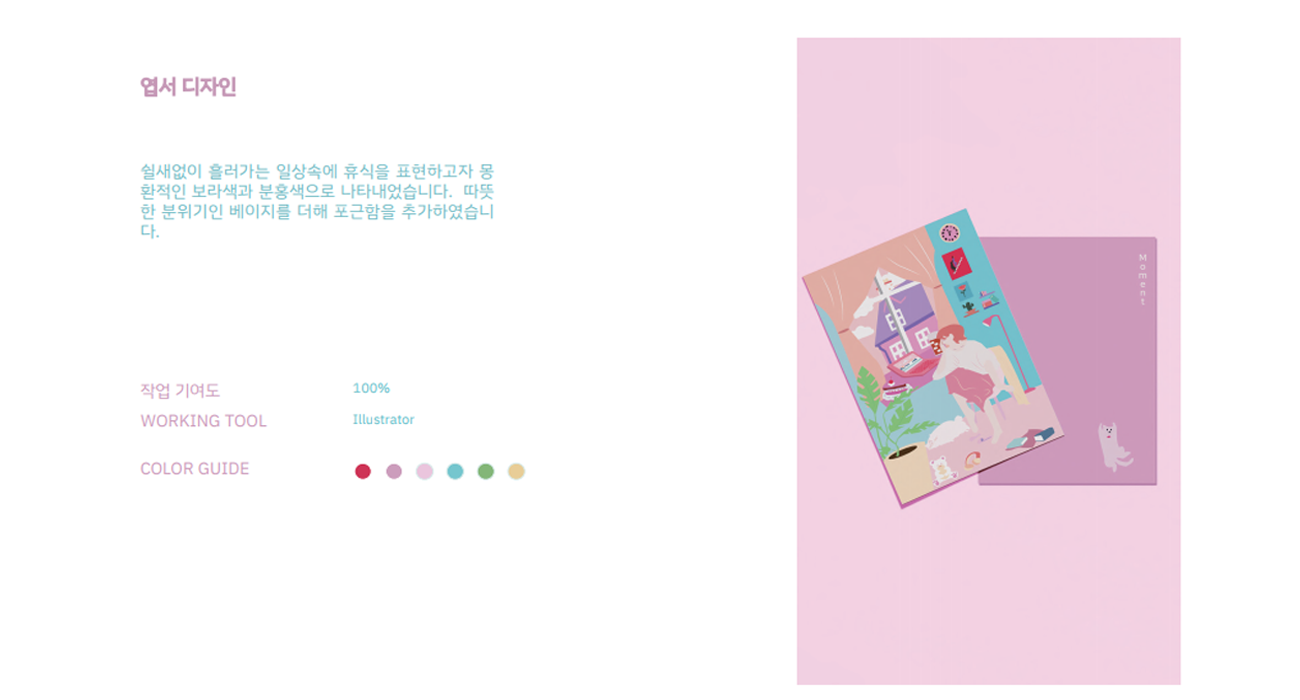 엽서 디자인
쉴새없이 흘러가는 일상속에 휴식을 표현하고자 몽
환적인 보라색과 분홍색으로 나타내었습니다. 따뜻
한 분위기인 베이지를 더해 포근함을 추가하였습니
다.
작업 기여도 100%
WORKING TOOL Illustrator
COLOR GUIDE
Moment